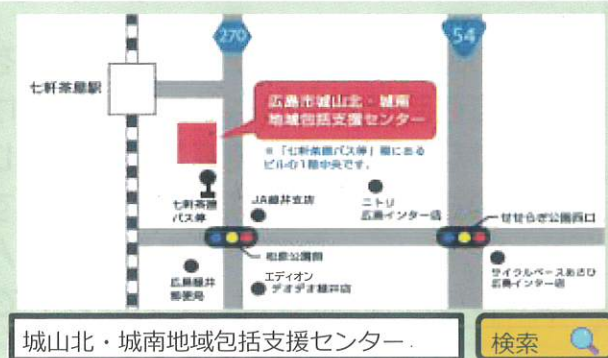 270
54
七軒茶屋駅
広島市城山北・城南
地域包括支援センター
※「七軒茶屋バス停」横にある
ビルの1階中央です。
七軒茶屋
バス停
JA緑井支店
ニトリ
広島インター店
せせらぎ公園西口
松原公園前
広島緑井
郵便局
エディオン
デオデオ緑井店
サイクルベースあさひ
広島インター店
城山北・城南地域包括支援センター
検索